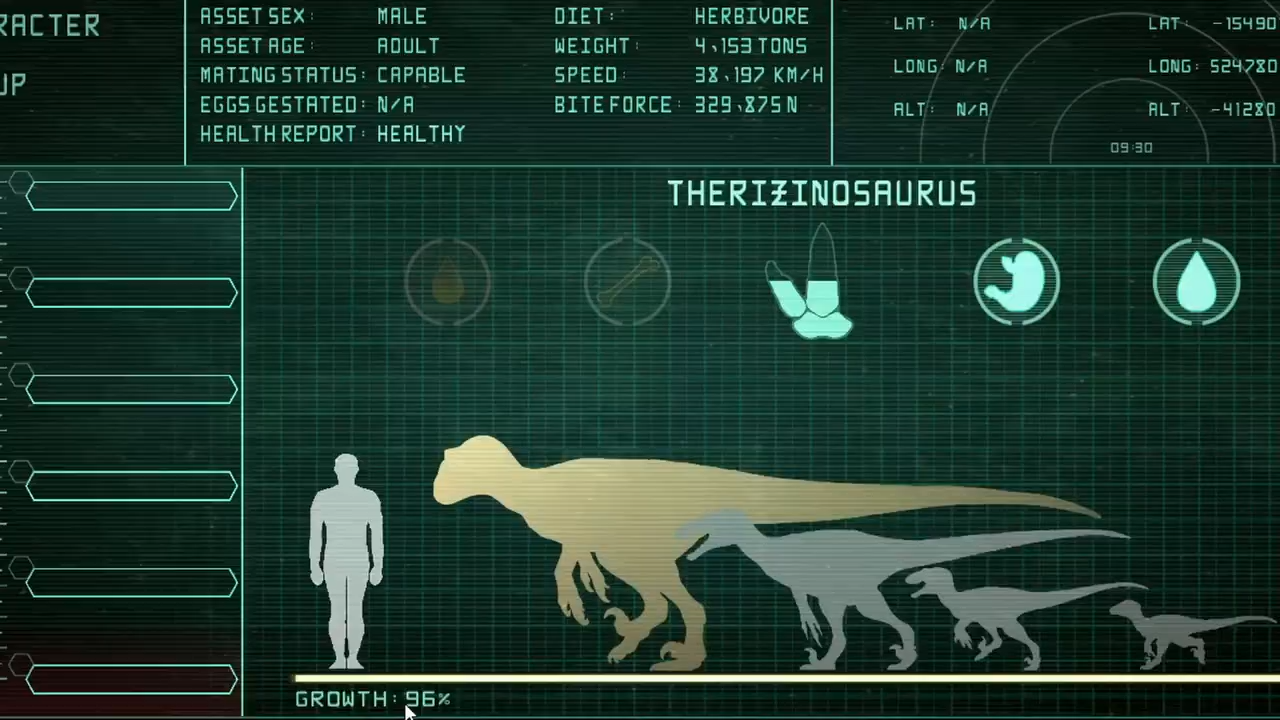 RACTER
UP
ASSET SEX: MALE
ASSET AGE: ADULT
MATING STATUS: CAPABLE
EGGS GESTATED: N/A
HEALTH REPORT: HEALTHY
DIET: HERBIVORE
WEIGHT: 4,153 TONS
SPEED: 38,197 KM/H
BITE FORCE: 329,875 N
LAT: N/A
LONG: N/A
ALT: N/A
LAT: -15490
LONG: 524780
ALT: -41280
09:30
THERIZINOSAURUS
GROWTH: 96%